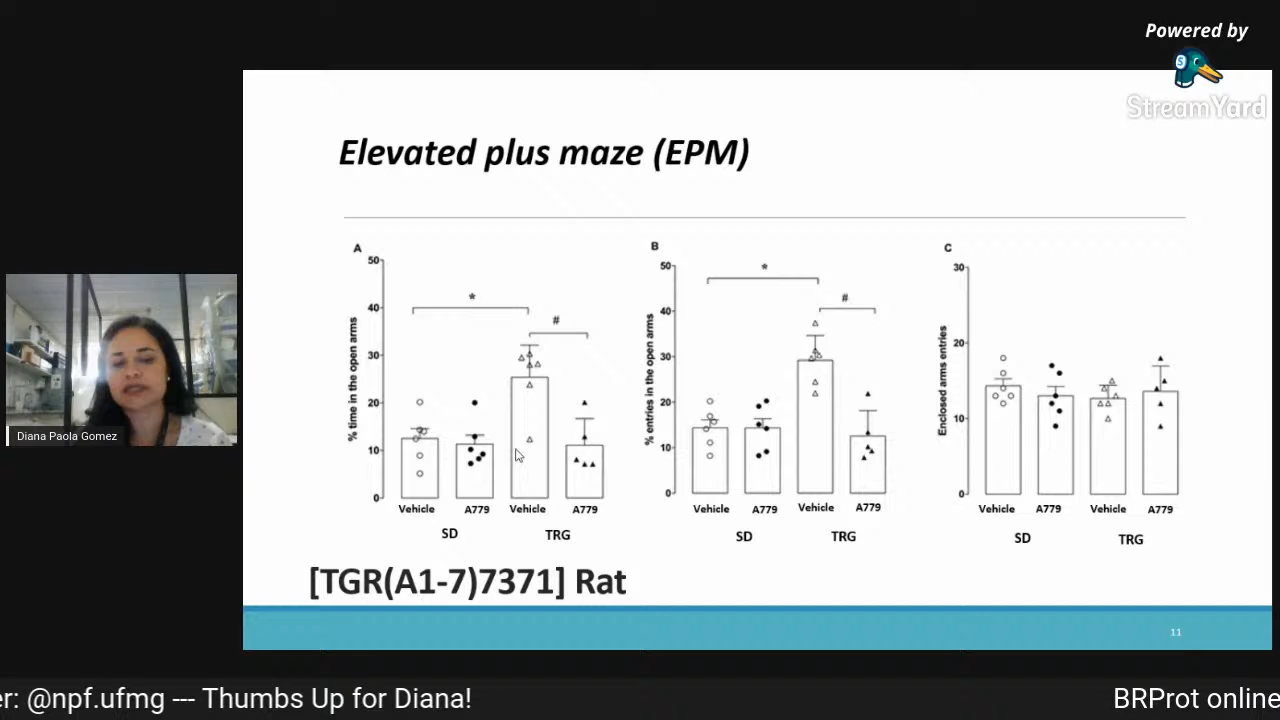 Powered by
StreamYard
Elevated plus maze (EPM)
A
B
C
50
40
30
20
10
0
% time in the open arms
*
#
Vehicle
A779
Vehicle
A779
SD
TRG
50
40
30
20
10
0
% entries in the open arms
*
#
Vehicle
A779
Vehicle
A779
SD
TRG
30
20
10
0
Enclosed arms entries
Vehicle
A779
Vehicle
A779
SD
TRG
[TGR(A1-7)7371] Rat
11
Diana Paola Gomez
er: @npf.ufmg --- Thumbs Up for Diana!
BRProt online